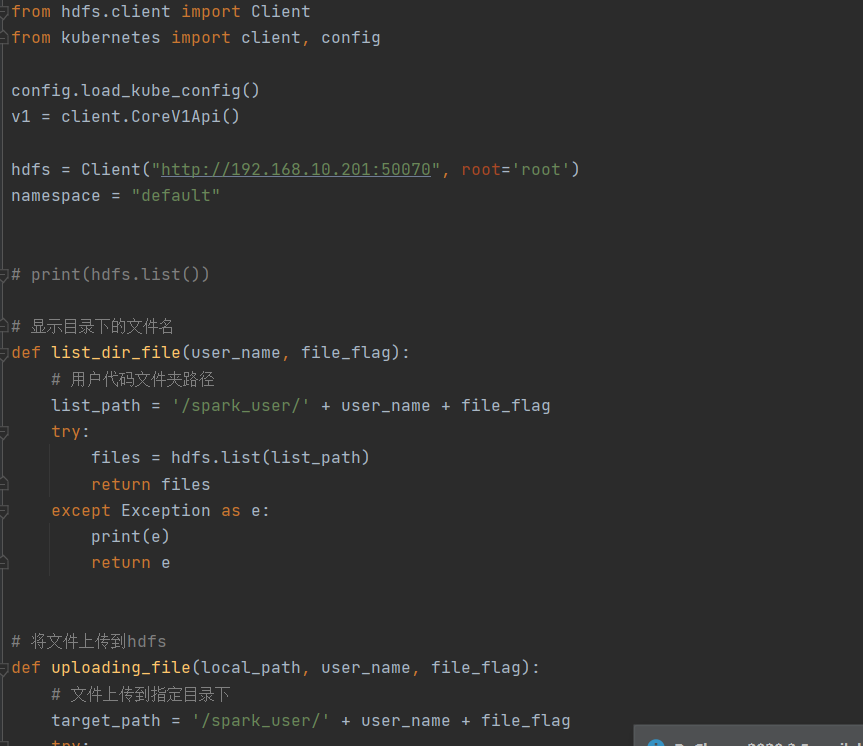 from hdfs.client import Client
from kubernetes import client, config
config.load_kube_config()
v1 = client.CoreV1Api()
hdfs = Client("http://192.168.10.201:50070", root='root')
namespace = "default"
# print(hdfs.list())
# 显示目录下的文件名
def list_dir_file(user_name, file_flag):
    # 用户代码文件夹路径
    list_path = '/spark_user/' + user_name + file_flag
    try:
        files = hdfs.list(list_path)
        return files
    except Exception as e:
        print(e)
        return e
# 将文件上传到hdfs
def uploading_file(local_path, user_name, file_flag):
    # 文件上传到指定目录下
    target_path = '/spark_user/' + user_name + file_flag
    try: